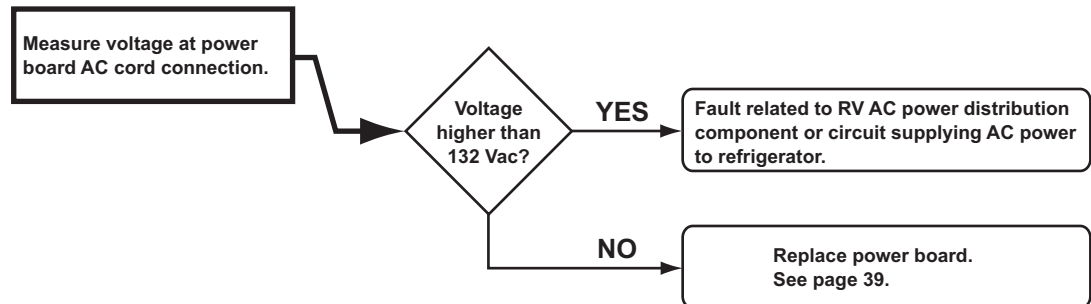 Measure voltage at power
board AC cord connection.
Voltage
higher than
132 Vac?
YES
Fault related to RV AC power distribution
component or circuit supplying AC power
to refrigerator.
NO
Replace power board.
See page 39.